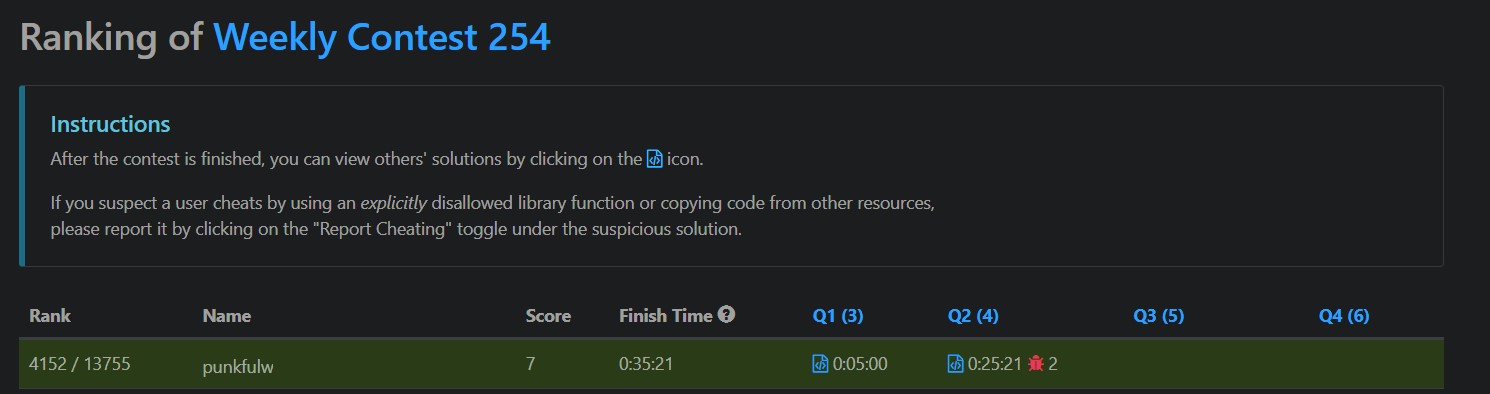 Ranking of Weekly Contest 254
Instructions
After the contest is finished, you can view others' solutions by clicking on the icon.
If you suspect a user cheats by using an explicitly disallowed library function or copying code from other resources,
please report it by clicking on the "Report Cheating" toggle under the suspicious solution.
Rank Name Score Finish Time ? Q1 (3) Q2 (4) Q3 (5) Q4 (6)
4152 / 13755 punkfulw 7 0:35:21 0:05:00 0:25:21 2